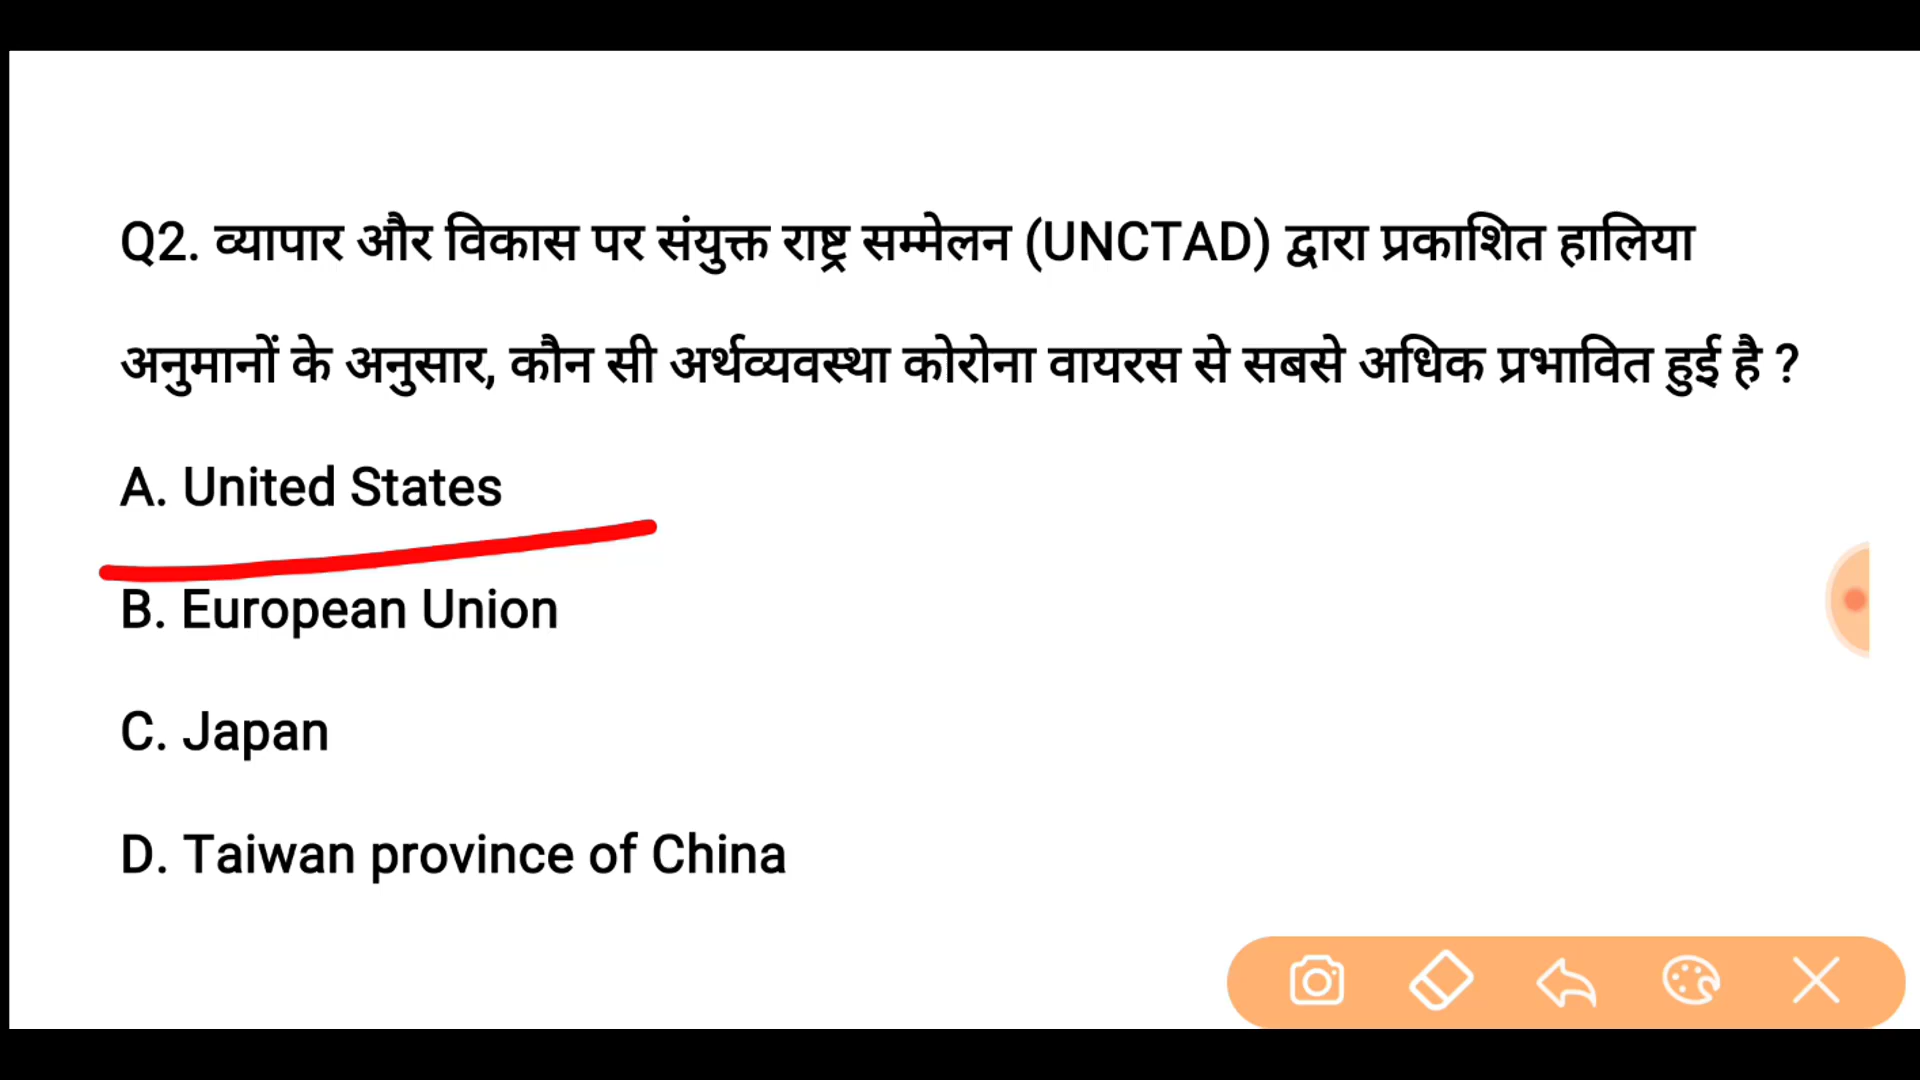 Q2. व्यापार और विकास पर संयुक्त राष्ट्र सम्मेलन (UNCTAD) द्वारा प्रकाशित हालिया
अनुमानों के अनुसार, कौन सी अर्थव्यवस्था कोरोना वायरस से सबसे अधिक प्रभावित हुई है ?
A. United States
B. European Union
C. Japan
D. Taiwan province of China